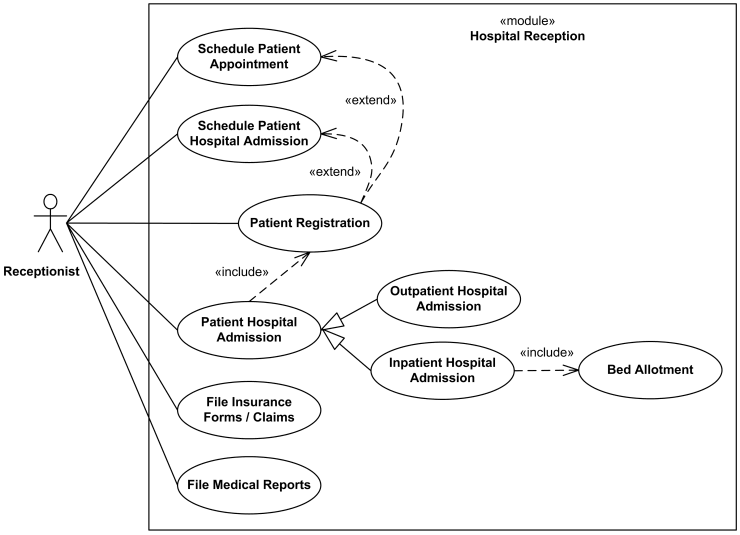 «module»
Hospital Reception
Schedule Patient
Appointment
«extend»
Schedule Patient
Hospital Admission
«extend»
Patient Registration
Receptionist
«include»
Outpatient Hospital
Admission
Patient Hospital
Admission
Inpatient Hospital
Admission
«include»
Bed Allotment
File Insurance
Forms / Claims
File Medical Reports